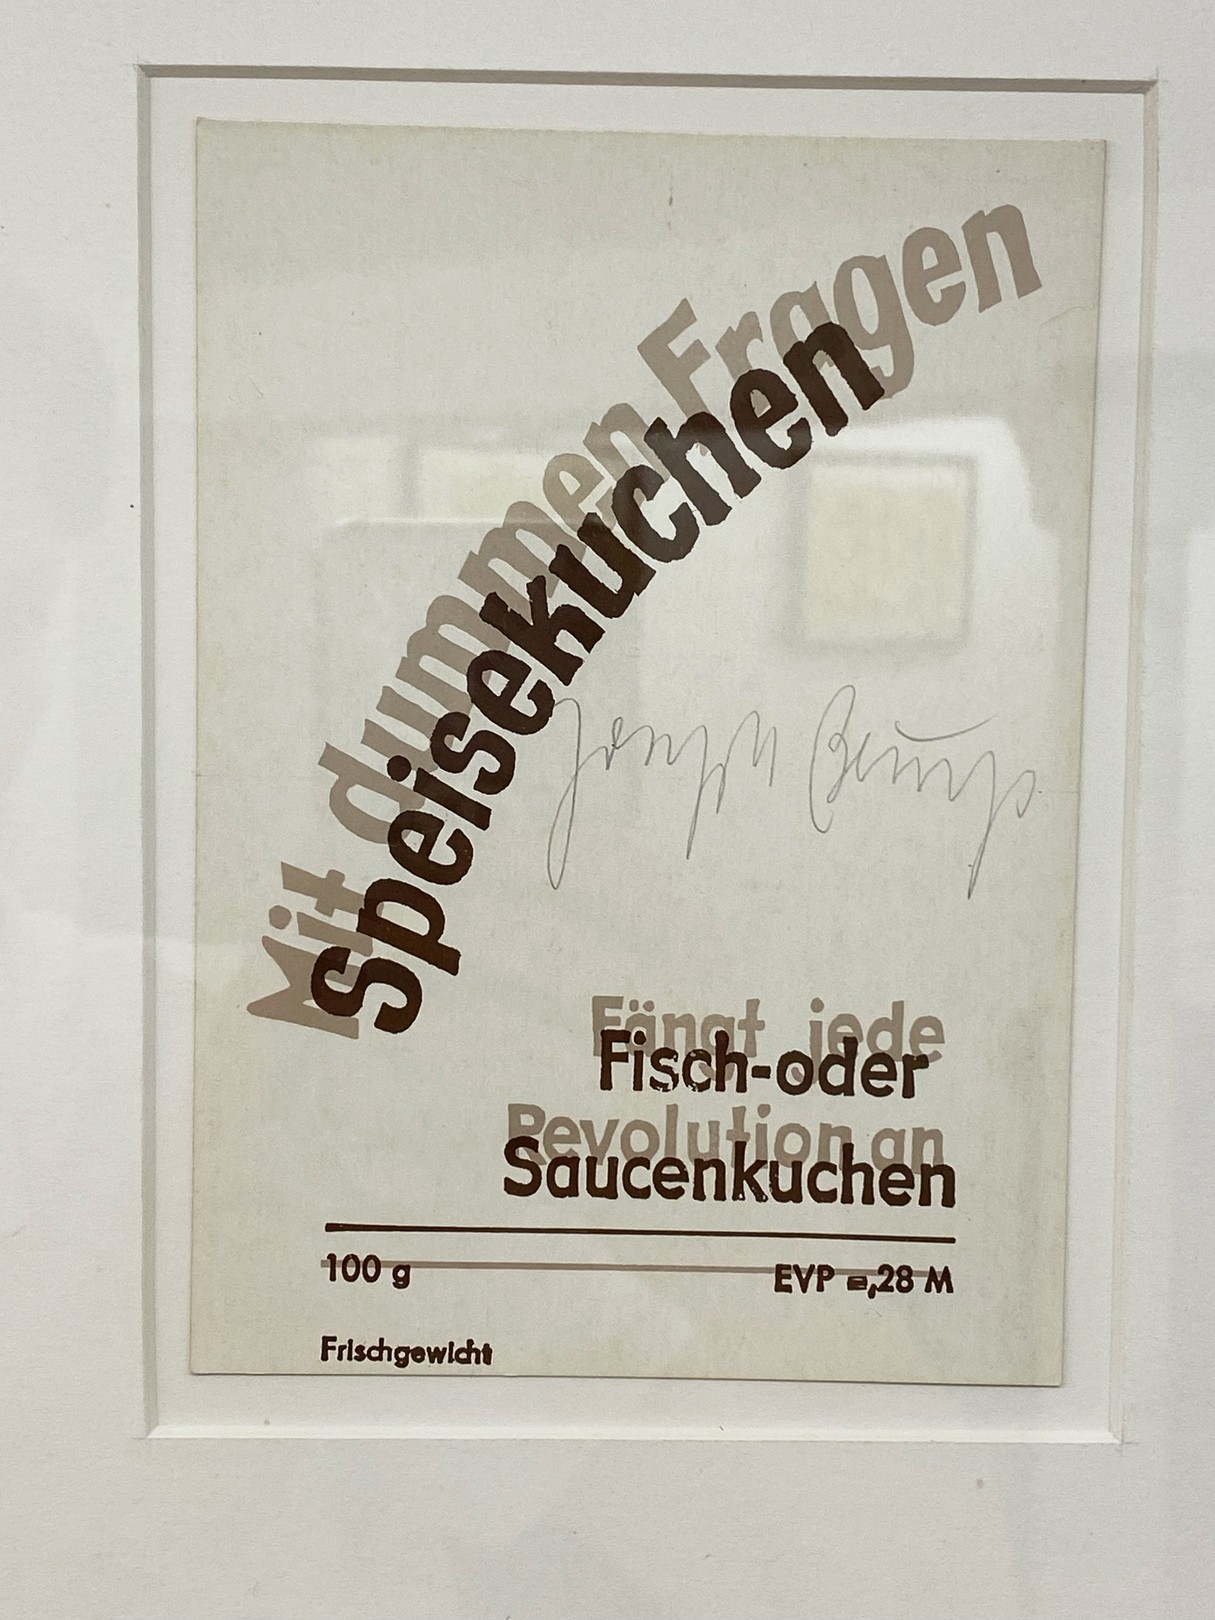 Mit dummen Fragen
Speisekuchen
Joseph Beuys
Fängt jede
Fisch-oder
Revolution an
Saucenkuchen
100 g EVP =,28 M
Frischgewicht